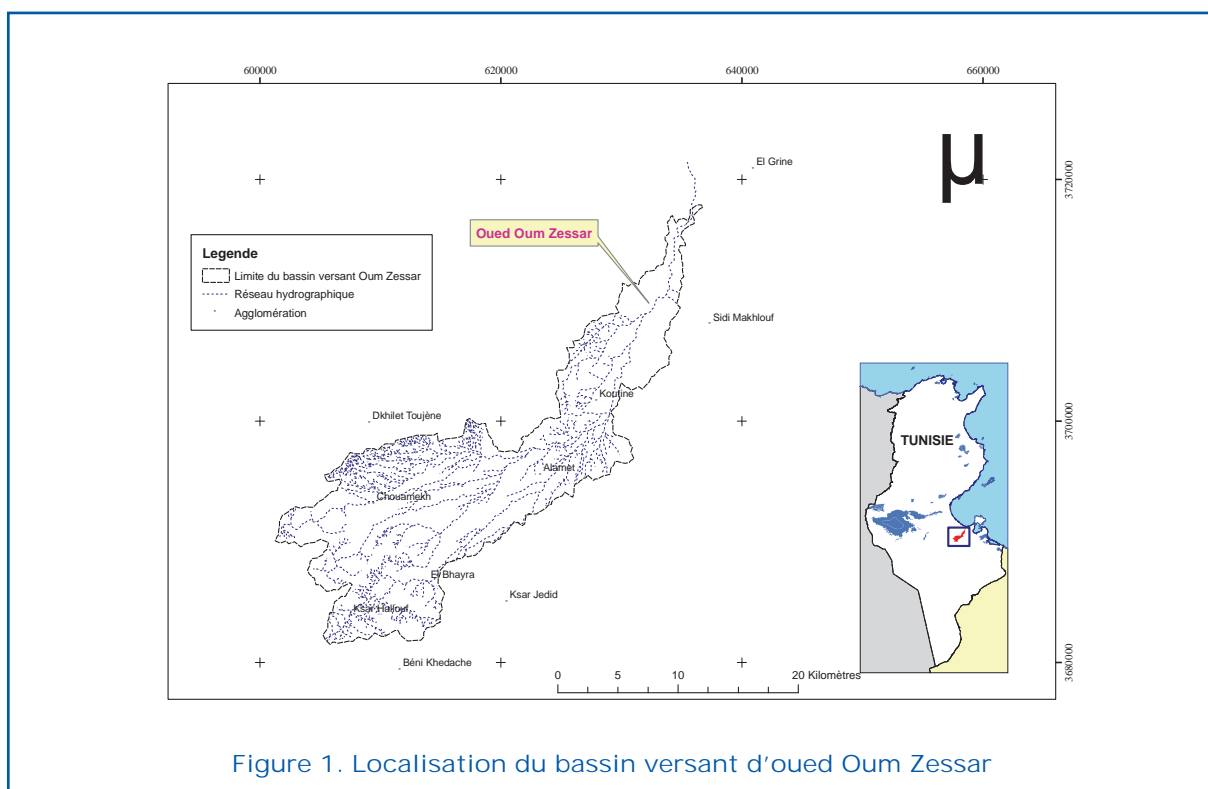 600000 620000 640000 660000
µ
El Grine
3720000
Oued Oum Zessar
Legende
Limite du bassin versant Oum Zessar
Réseau hydrographique
Agglomération
Sidi Makhlouf
Koutine
Dkhilet Toujène
3700000
TUNISIE
Alamet
Chouamekh
El Bhayra
Ksar Jedid
Ksar Hallouf
Béni Khedache
3680000
0 5 10 20 Kilomètres
Figure 1. Localisation du bassin versant d'oued Oum Zessar